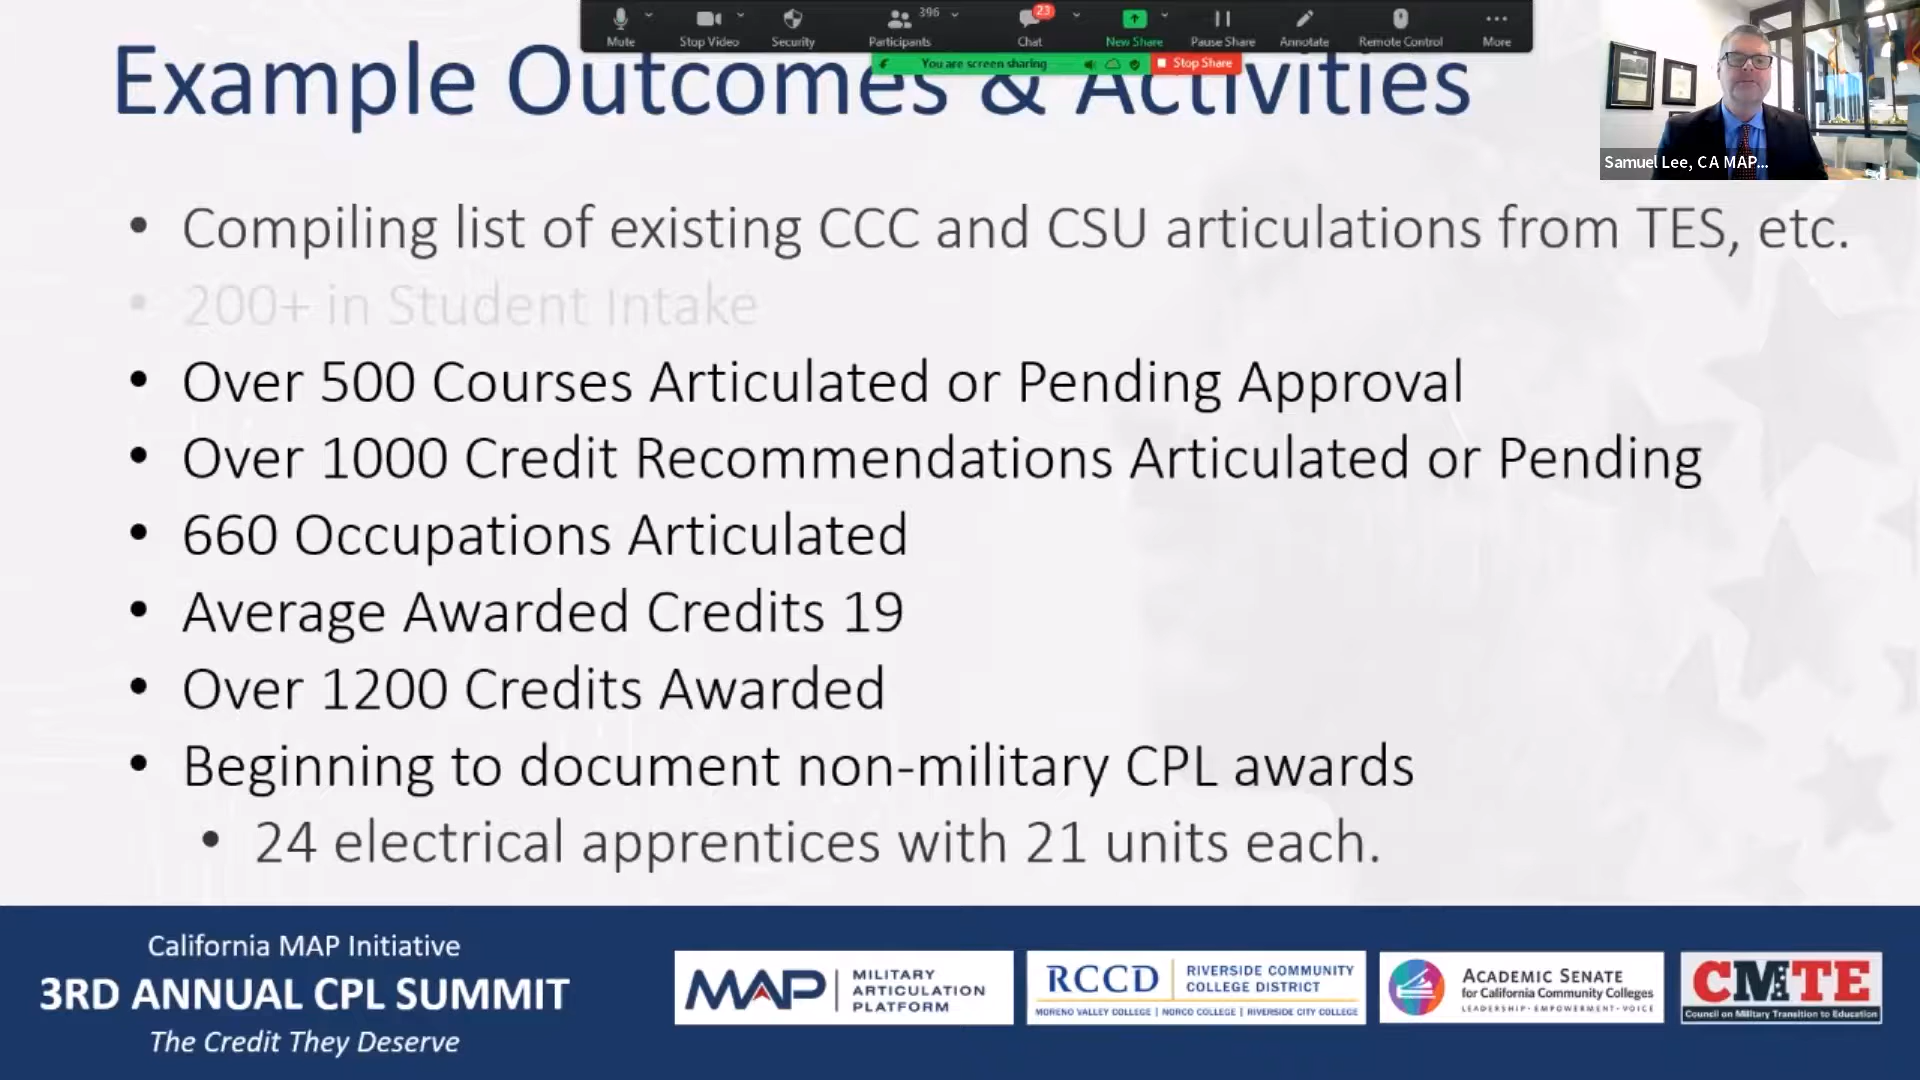 Mute
Stop Video
Security
396
Participants
23
Chat
New Share
Pause Share
Annotate
Remote Control
More
You are screen sharing
Stop Share
Samuel Lee, CA MAP...
Example Outcomes & Activities
• Compiling list of existing CCC and CSU articulations from TES, etc.
• 200+ in Student Intake
• Over 500 Courses Articulated or Pending Approval
• Over 1000 Credit Recommendations Articulated or Pending
• 660 Occupations Articulated
• Average Awarded Credits 19
• Over 1200 Credits Awarded
• Beginning to document non-military CPL awards
• 24 electrical apprentices with 21 units each.
California MAP Initiative
3RD ANNUAL CPL SUMMIT
The Credit They Deserve
MAP
MILITARY
ARTICULATION
PLATFORM
RCCD
RIVERSIDE COMMUNITY
COLLEGE DISTRICT
MORENO VALLEY COLLEGE | NORCO COLLEGE | RIVERSIDE CITY COLLEGE
ACADEMIC SENATE
for California Community Colleges
LEADERSHIP • EMPOWERMENT • VOICE
CMTE
Council on Military Transition to Education